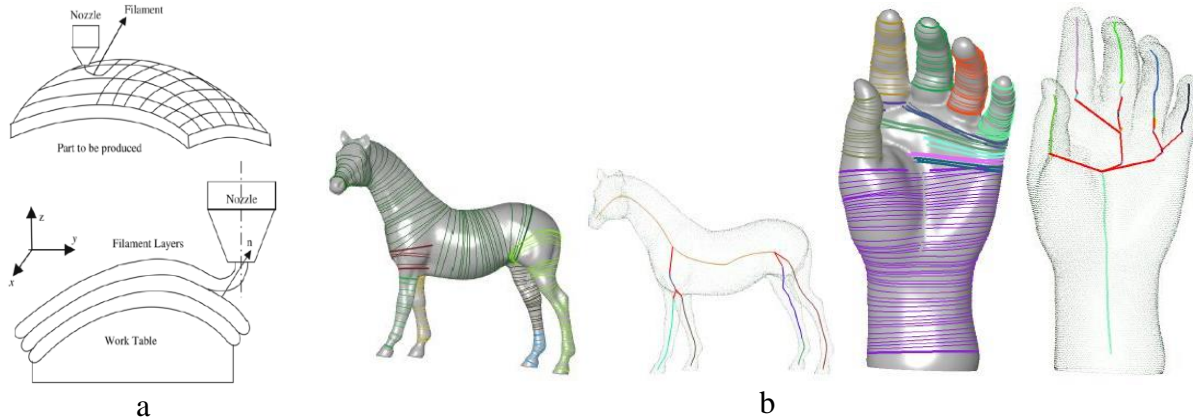 Nozzle
Filament
Part to be produced
Nozzle
n
z
Filament Layers
y
x
Work Table
a
b